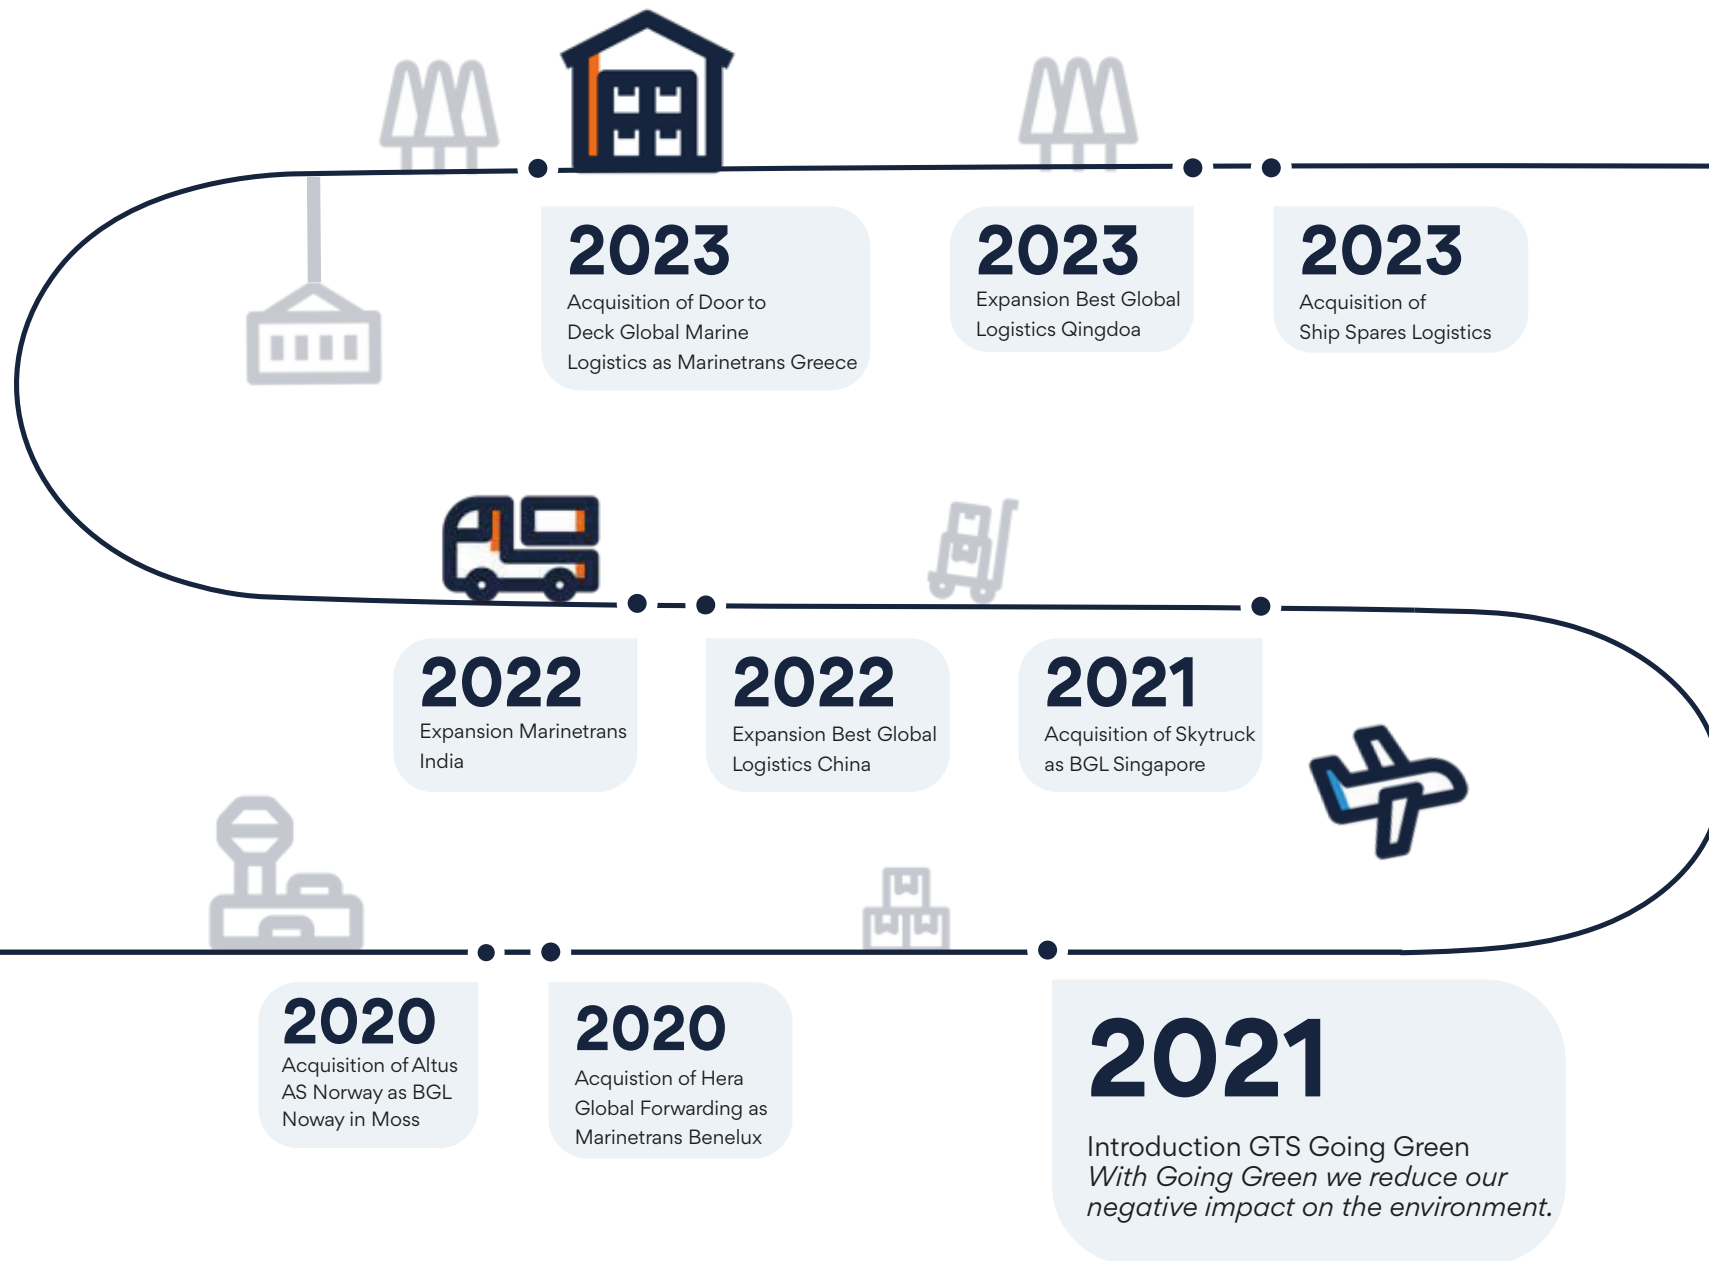 2023
Acquisition of Door to
Deck Global Marine
Logistics as Marinetrans Greece
2023
Expansion Best Global
Logistics Qingdoa
2023
Acquisition of
Ship Spares Logistics
2022
Expansion Marinetrans
India
2022
Expansion Best Global
Logistics China
2021
Acquisition of Skytruck
as BGL Singapore
2020
Acquisition of Altus
AS Norway as BGL
Noway in Moss
2020
Acquistion of Hera
Global Forwarding as
Marinetrans Benelux
2021
Introduction GTS Going Green
With Going Green we reduce our
negative impact on the environment.